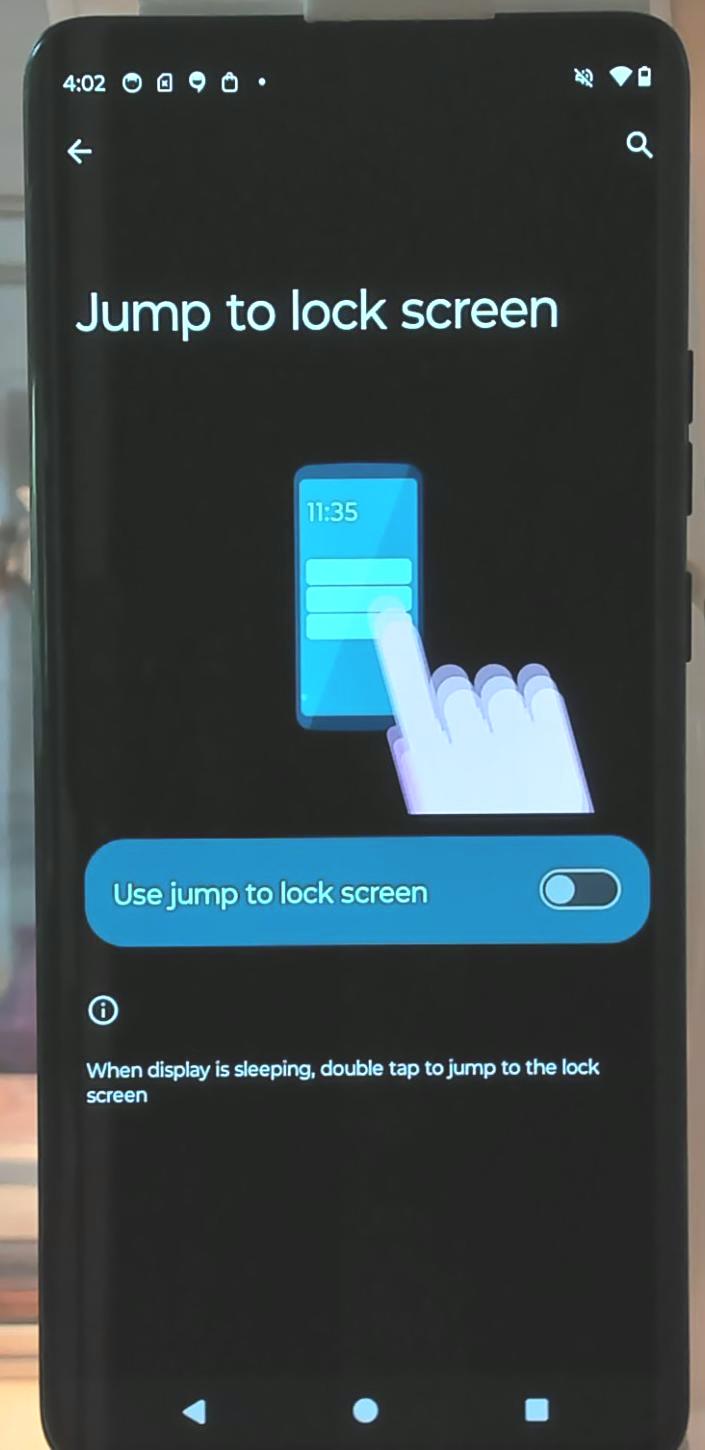 4:02
Jump to lock screen
11:35
Use jump to lock screen
When display is sleeping, double tap to jump to the lock
screen